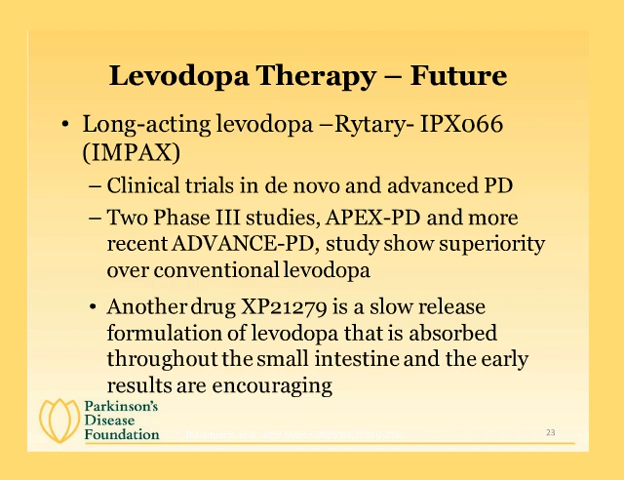 Levodopa Therapy – Future
• Long-acting levodopa –Rytary- IPX066
(IMPAX)
– Clinical trials in de novo and advanced PD
– Two Phase III studies, APEX-PD and more
recent ADVANCE-PD, study show superiority
over conventional levodopa
• Another drug XP21279 is a slow release
formulation of levodopa that is absorbed
throughout the small intestine and the early
results are encouraging
Parkinson's
Disease
Foundation
23